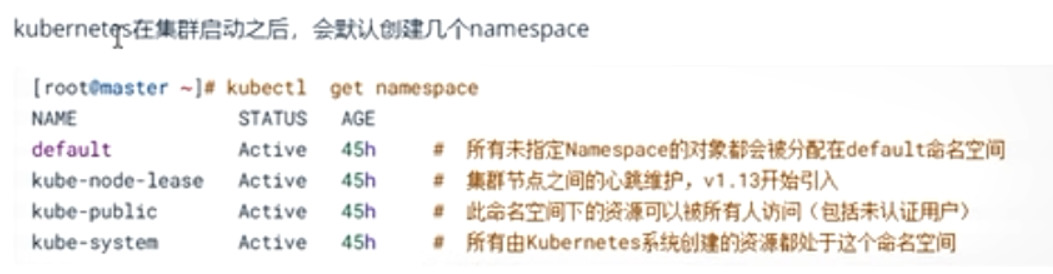 kubernetes在集群启动之后，会默认创建几个namespace
[root@master ~]# kubectl  get namespace
NAME              STATUS   AGE
default           Active   45h     #  所有未指定Namespace的对象都会被分配在default命名空间
kube-node-lease   Active   45h     #  集群节点之间的心跳维护，v1.13开始引入
kube-public       Active   45h     #  此命名空间下的资源可以被所有人访问（包括未认证用户）
kube-system       Active   45h     #  所有由Kubernetes系统创建的资源都处于这个命名空间